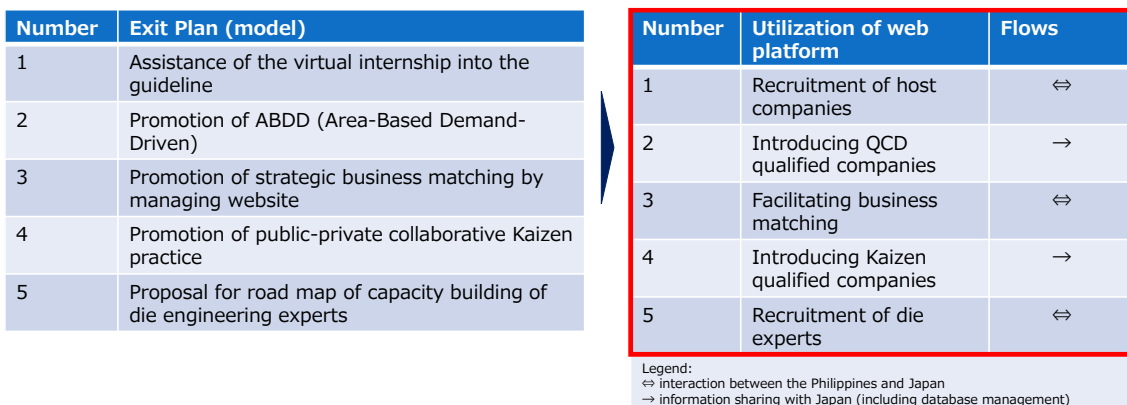 Number Exit Plan (model)
1 Assistance of the virtual internship into the
guideline
2 Promotion of ABDD (Area-Based Demand-
Driven)
3 Promotion of strategic business matching by
managing website
4 Promotion of public-private collaborative Kaizen
practice
5 Proposal for road map of capacity building of
die engineering experts
Number Utilization of web Flows
platform
1 Recruitment of host ⇔
companies
2 Introducing QCD →
qualified companies
3 Facilitating business ⇔
matching
4 Introducing Kaizen →
qualified companies
5 Recruitment of die ⇔
experts
Legend:
⇔ interaction between the Philippines and Japan
→ information sharing with Japan (including database management)